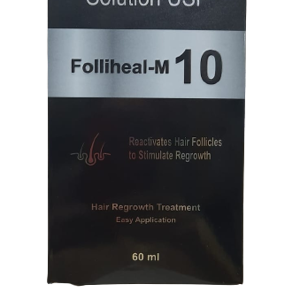 Solution USP
Folliheal-M 10
Reactivates Hair Follicles
to Stimulate Regrowth
Hair Regrowth Treatment
Easy Application
60 ml